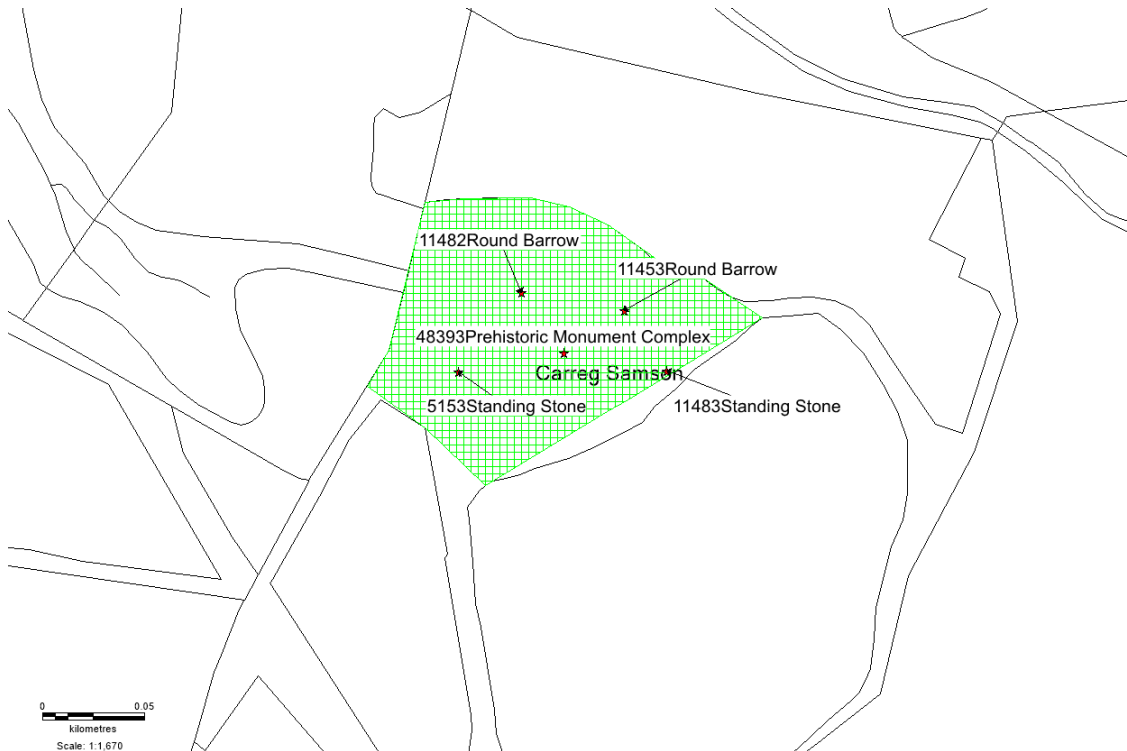 11482Round Barrow
11453Round Barrow
48393Prehistoric Monument Complex
Carreg Samson
5153Standing Stone
11483Standing Stone
0 0.05
kilometres
Scale: 1:1,670